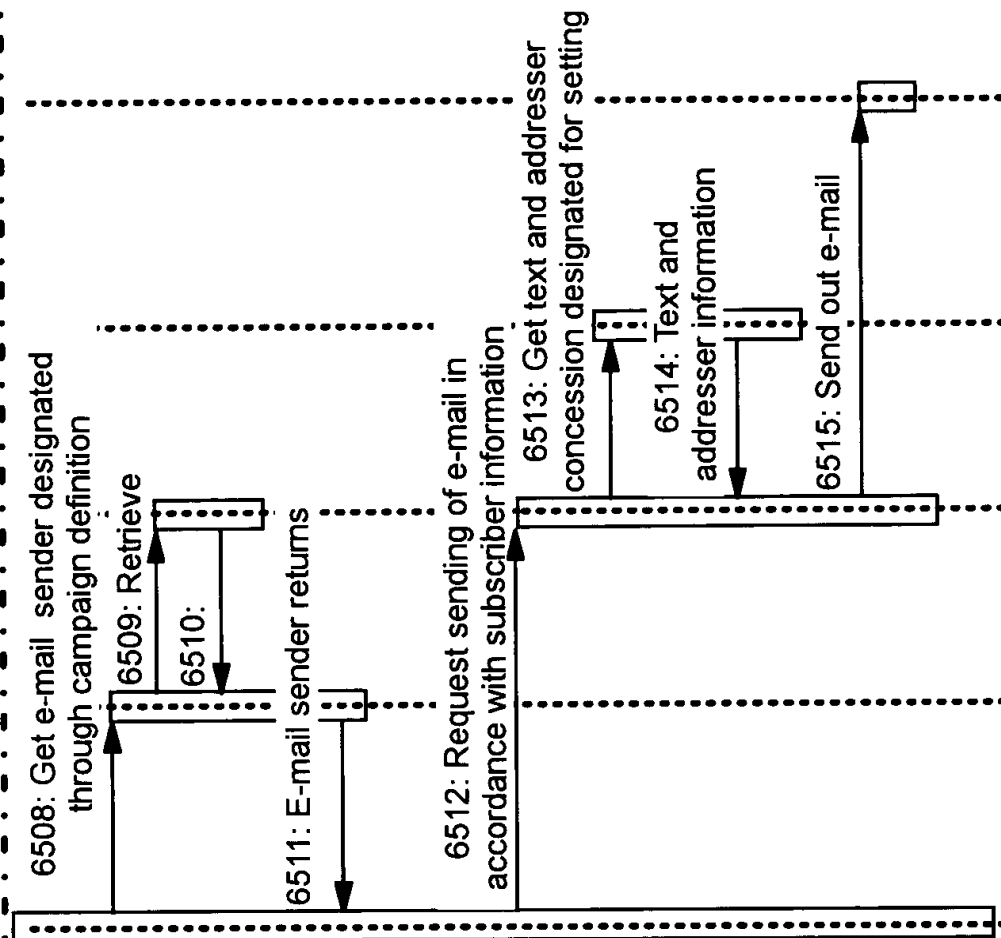 6508: Get e-mail sender designated
through campaign definition
6509: Retrieve
6510:
6511: E-mail sender returns
6512: Request sending of e-mail in
accordance with subscriber information
6513: Get text and addresser
concession designated for setting
6514: Text and
addresser information
6515: Send out e-mail